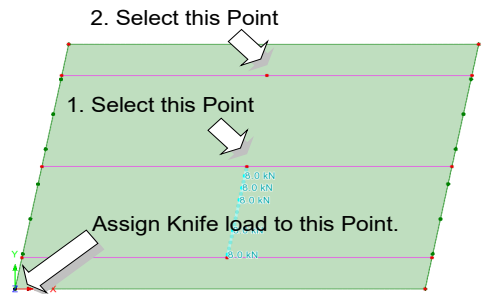 2. Select this Point
1. Select this Point
8.0 kN
8.0 kN
8.0 kN
Assign Knife load to this Point.
8.0 kN
Y
Z
X